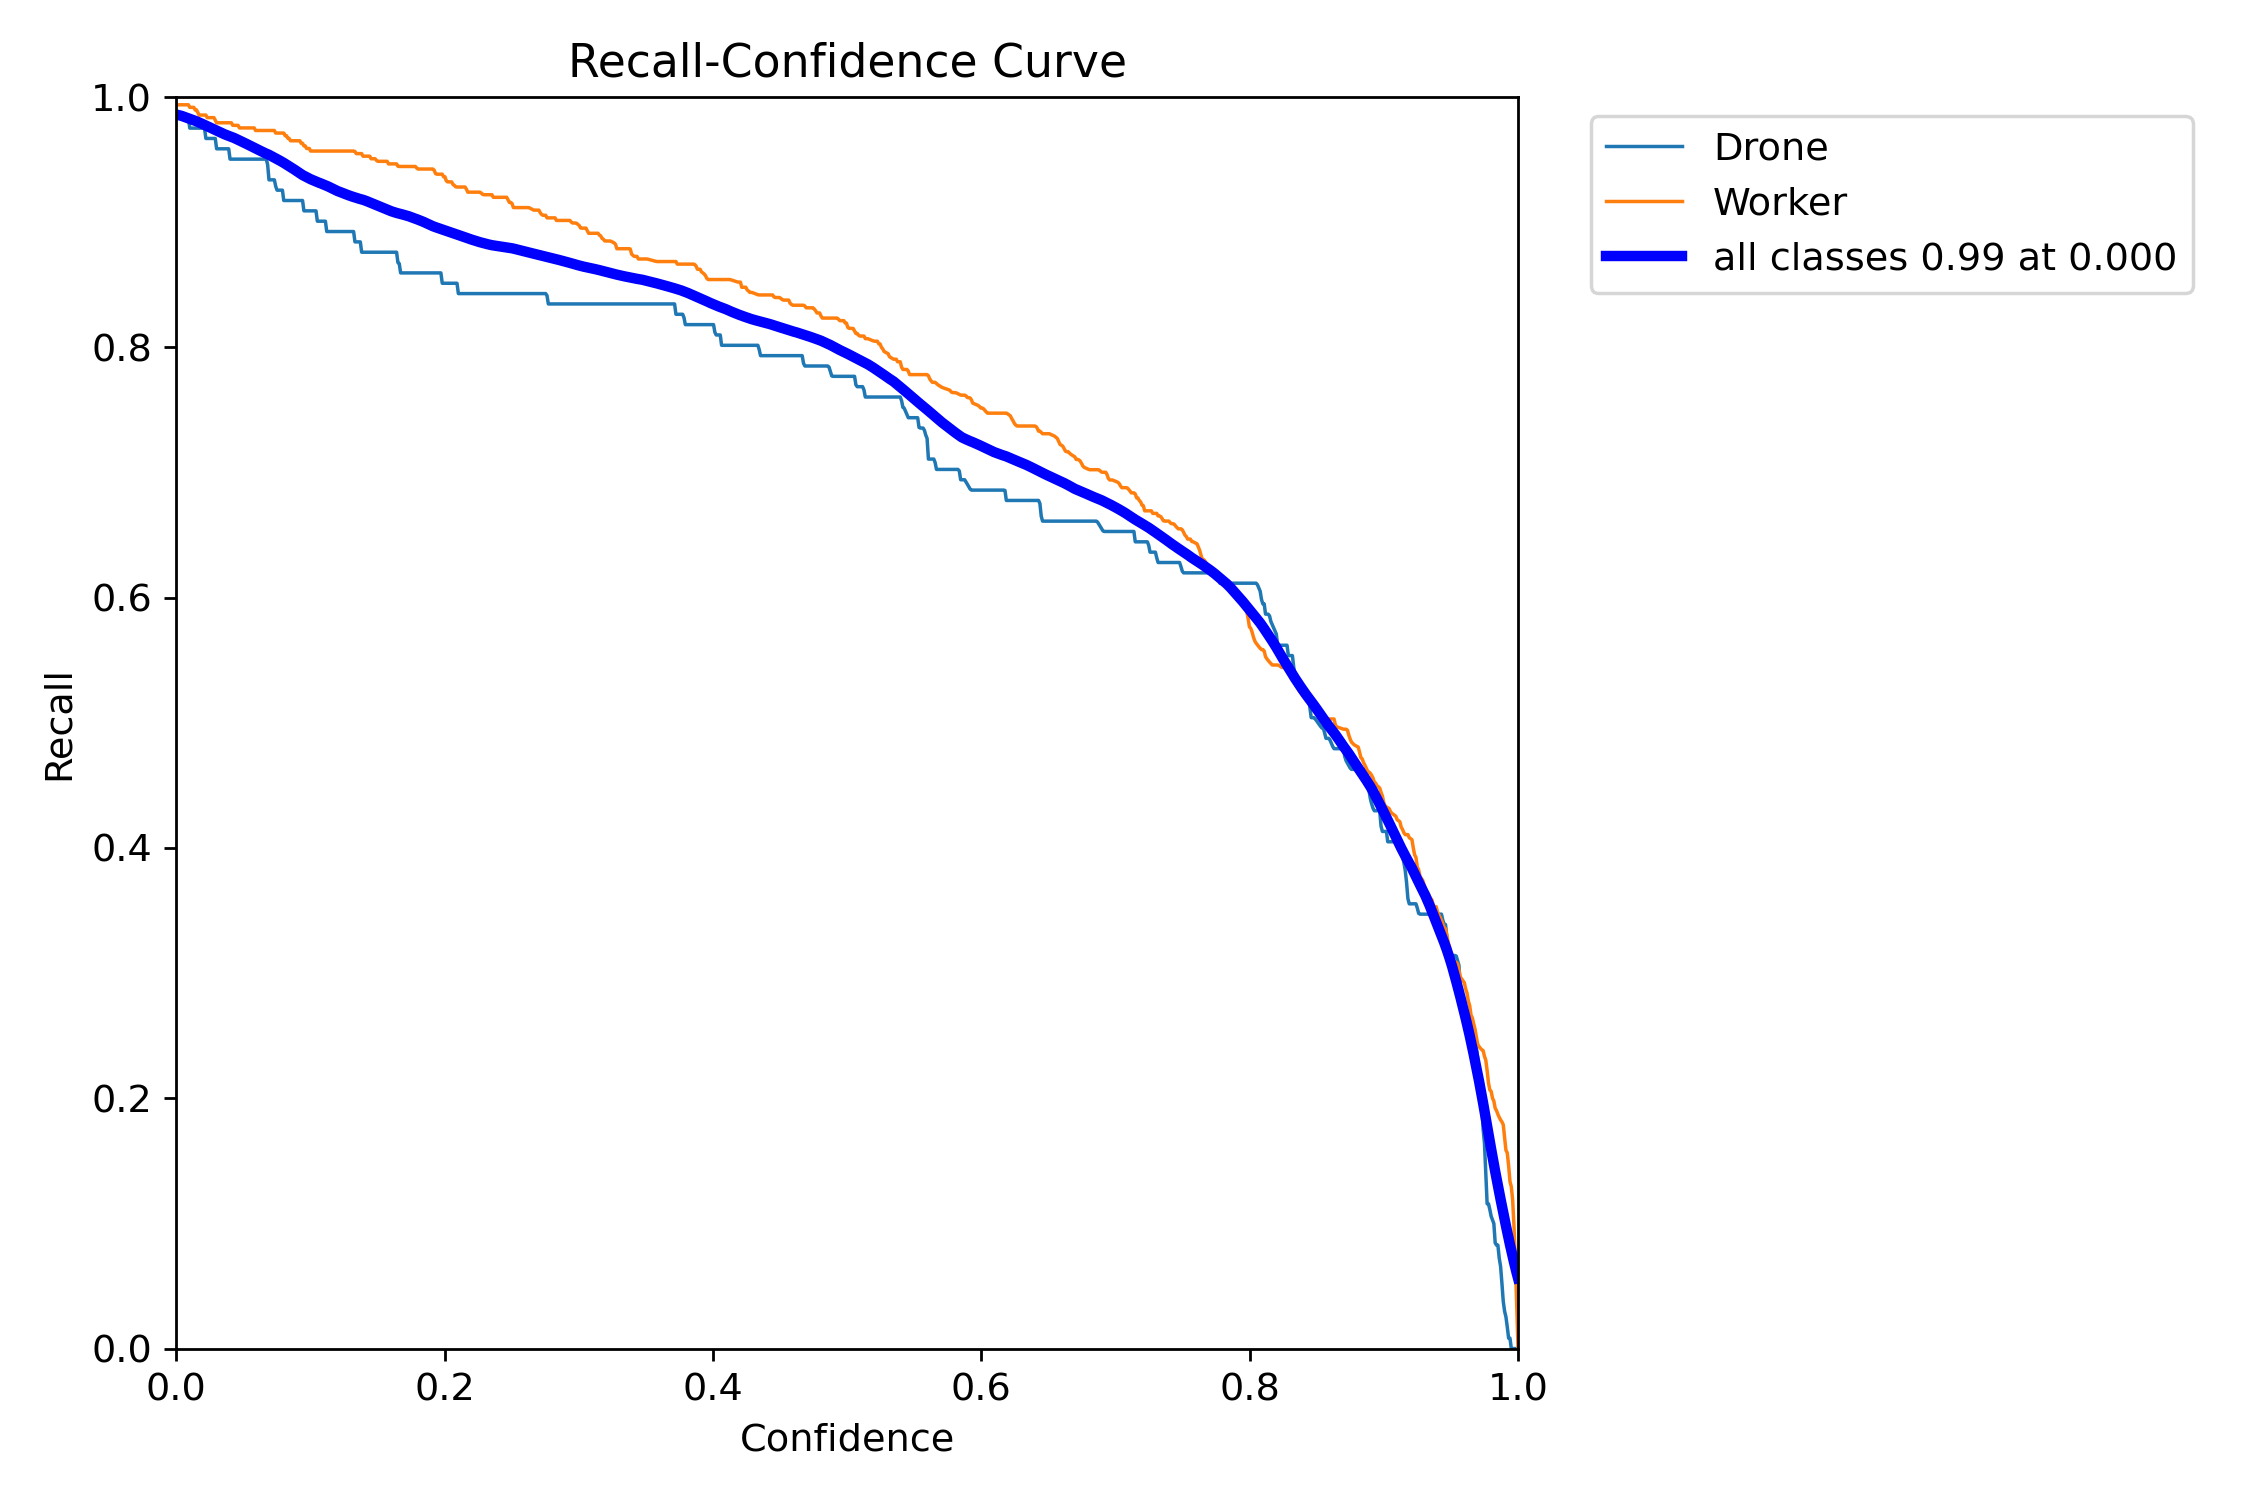 Recall-Confidence Curve
1.0
0.8
0.6
0.4
0.2
0.0
Recall
0.0 0.2 0.4 0.6 0.8 1.0
Confidence
Drone
Worker
all classes 0.99 at 0.000